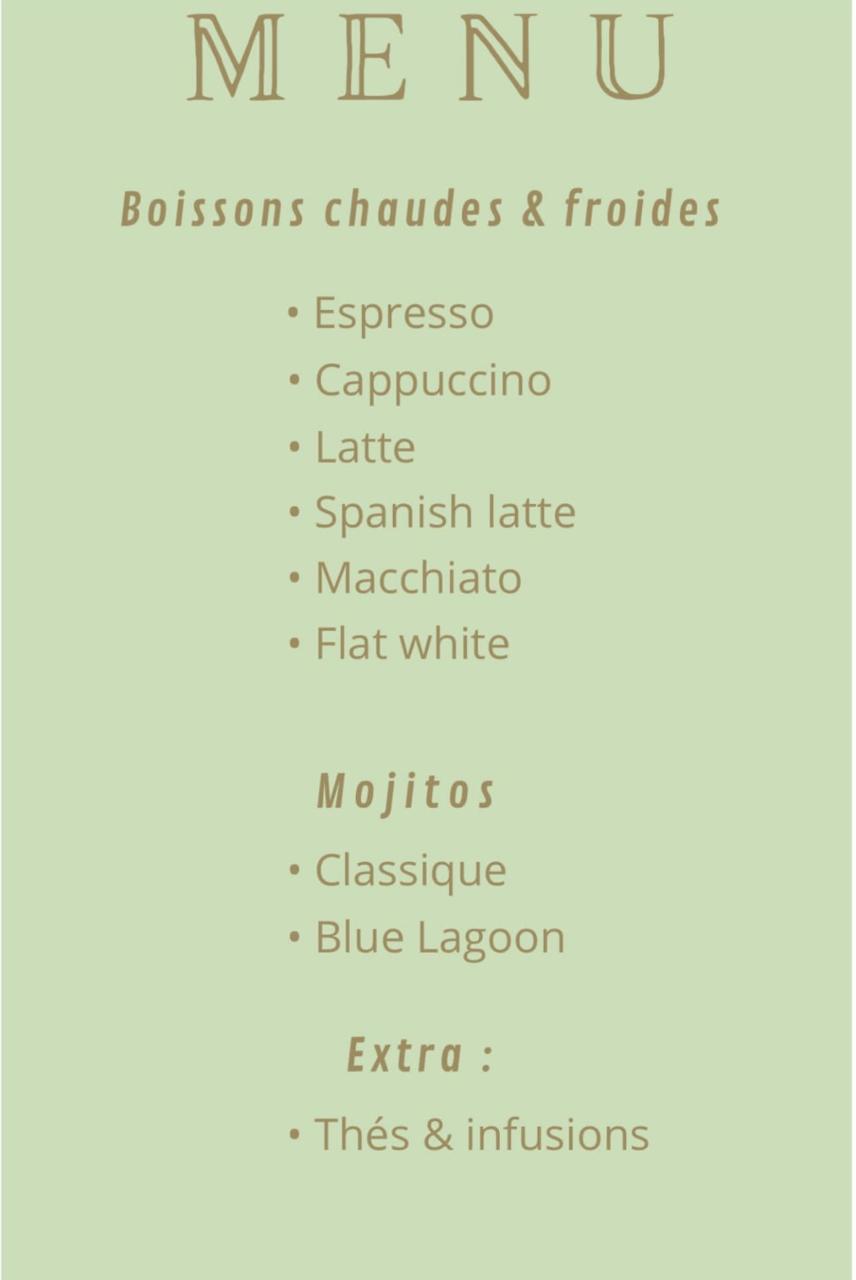 MENU
Boissons chaudes & froides
• Espresso
• Cappuccino
• Latte
• Spanish latte
• Macchiato
• Flat white
Mojitos
• Classique
• Blue Lagoon
Extra :
• Thés & infusions